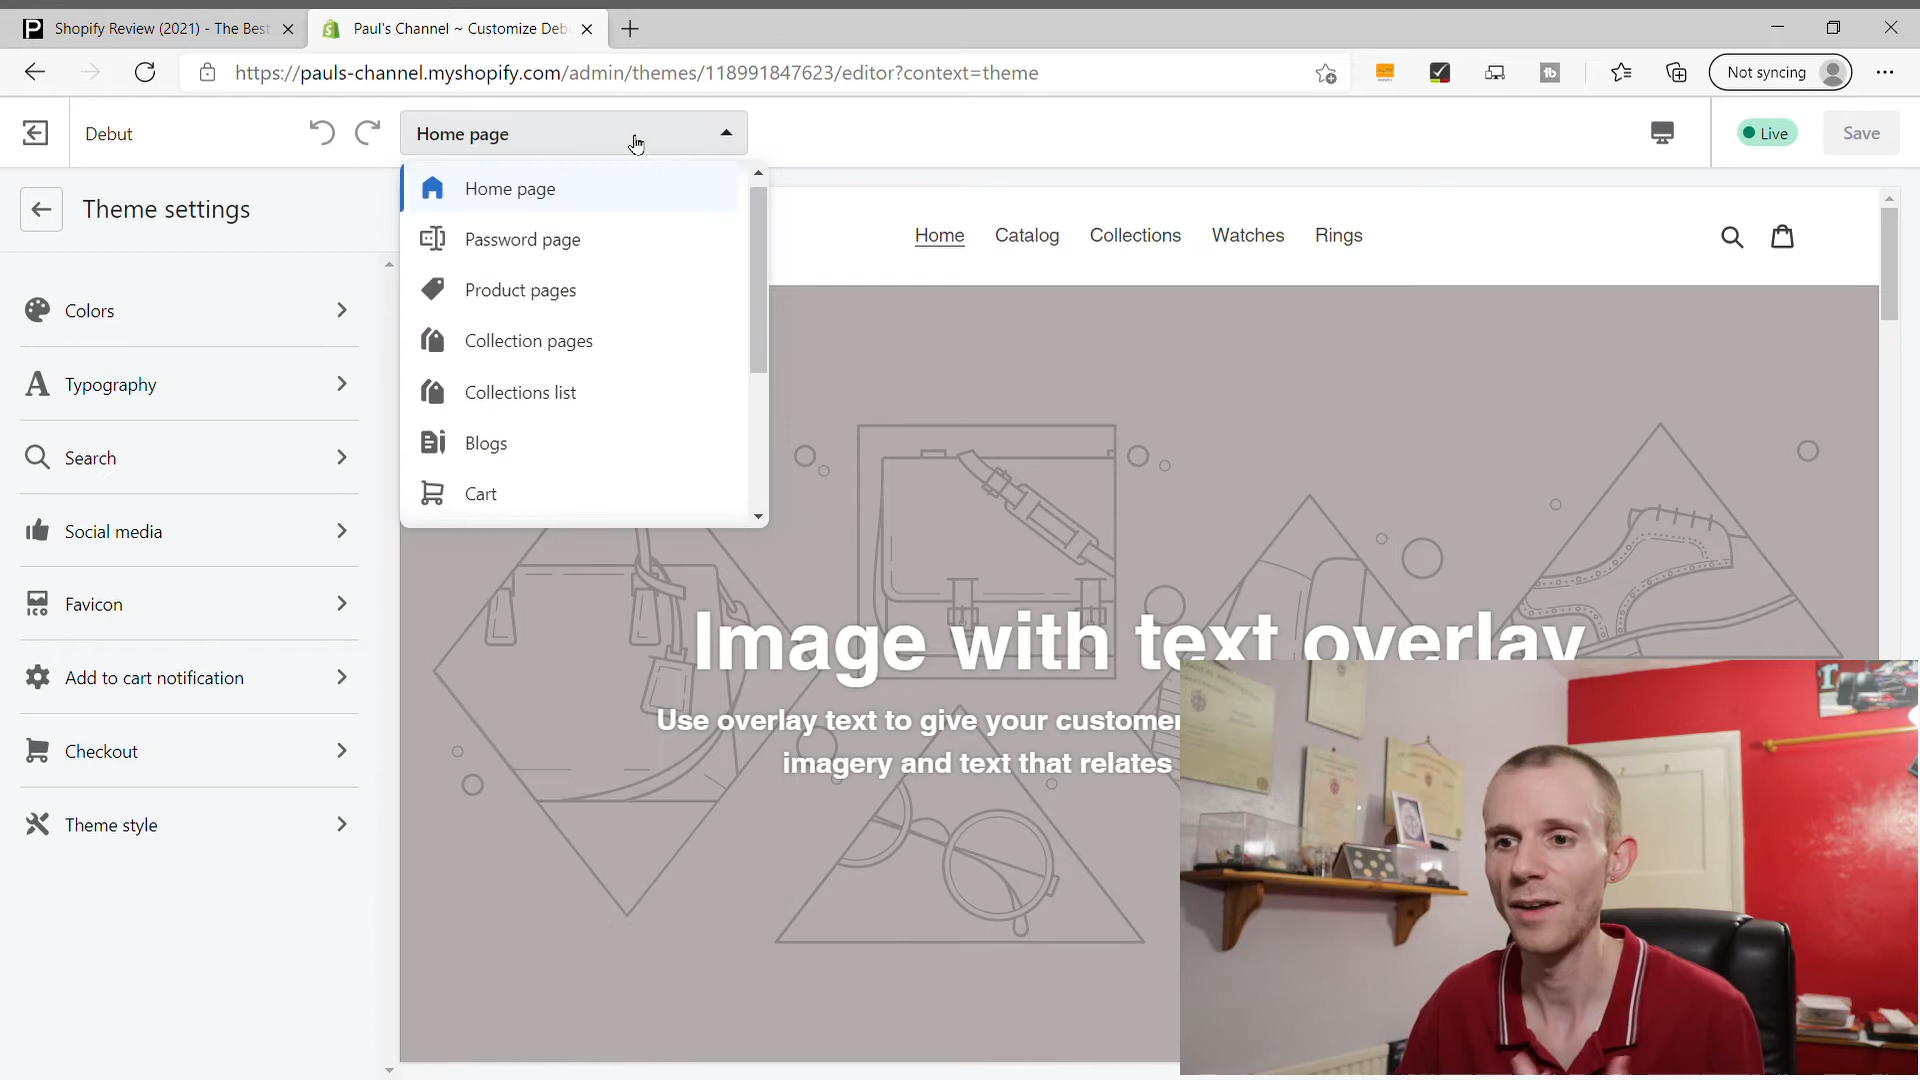 Shopify Review (2021) - The Best
Paul's Channel ~ Customize Deb
https://pauls-channel.myshopify.com/admin/themes/118991847623/editor?context=theme
Not syncing
Debut
Home page
Live
Save
Theme settings
Colors
Typography
Search
Social media
Favicon
Add to cart notification
Checkout
Theme style
Home page
Password page
Product pages
Collection pages
Collections list
Blogs
Cart
Home Catalog Collections Watches Rings
Image with text overlay
Use overlay text to give your customer
imagery and text that relates